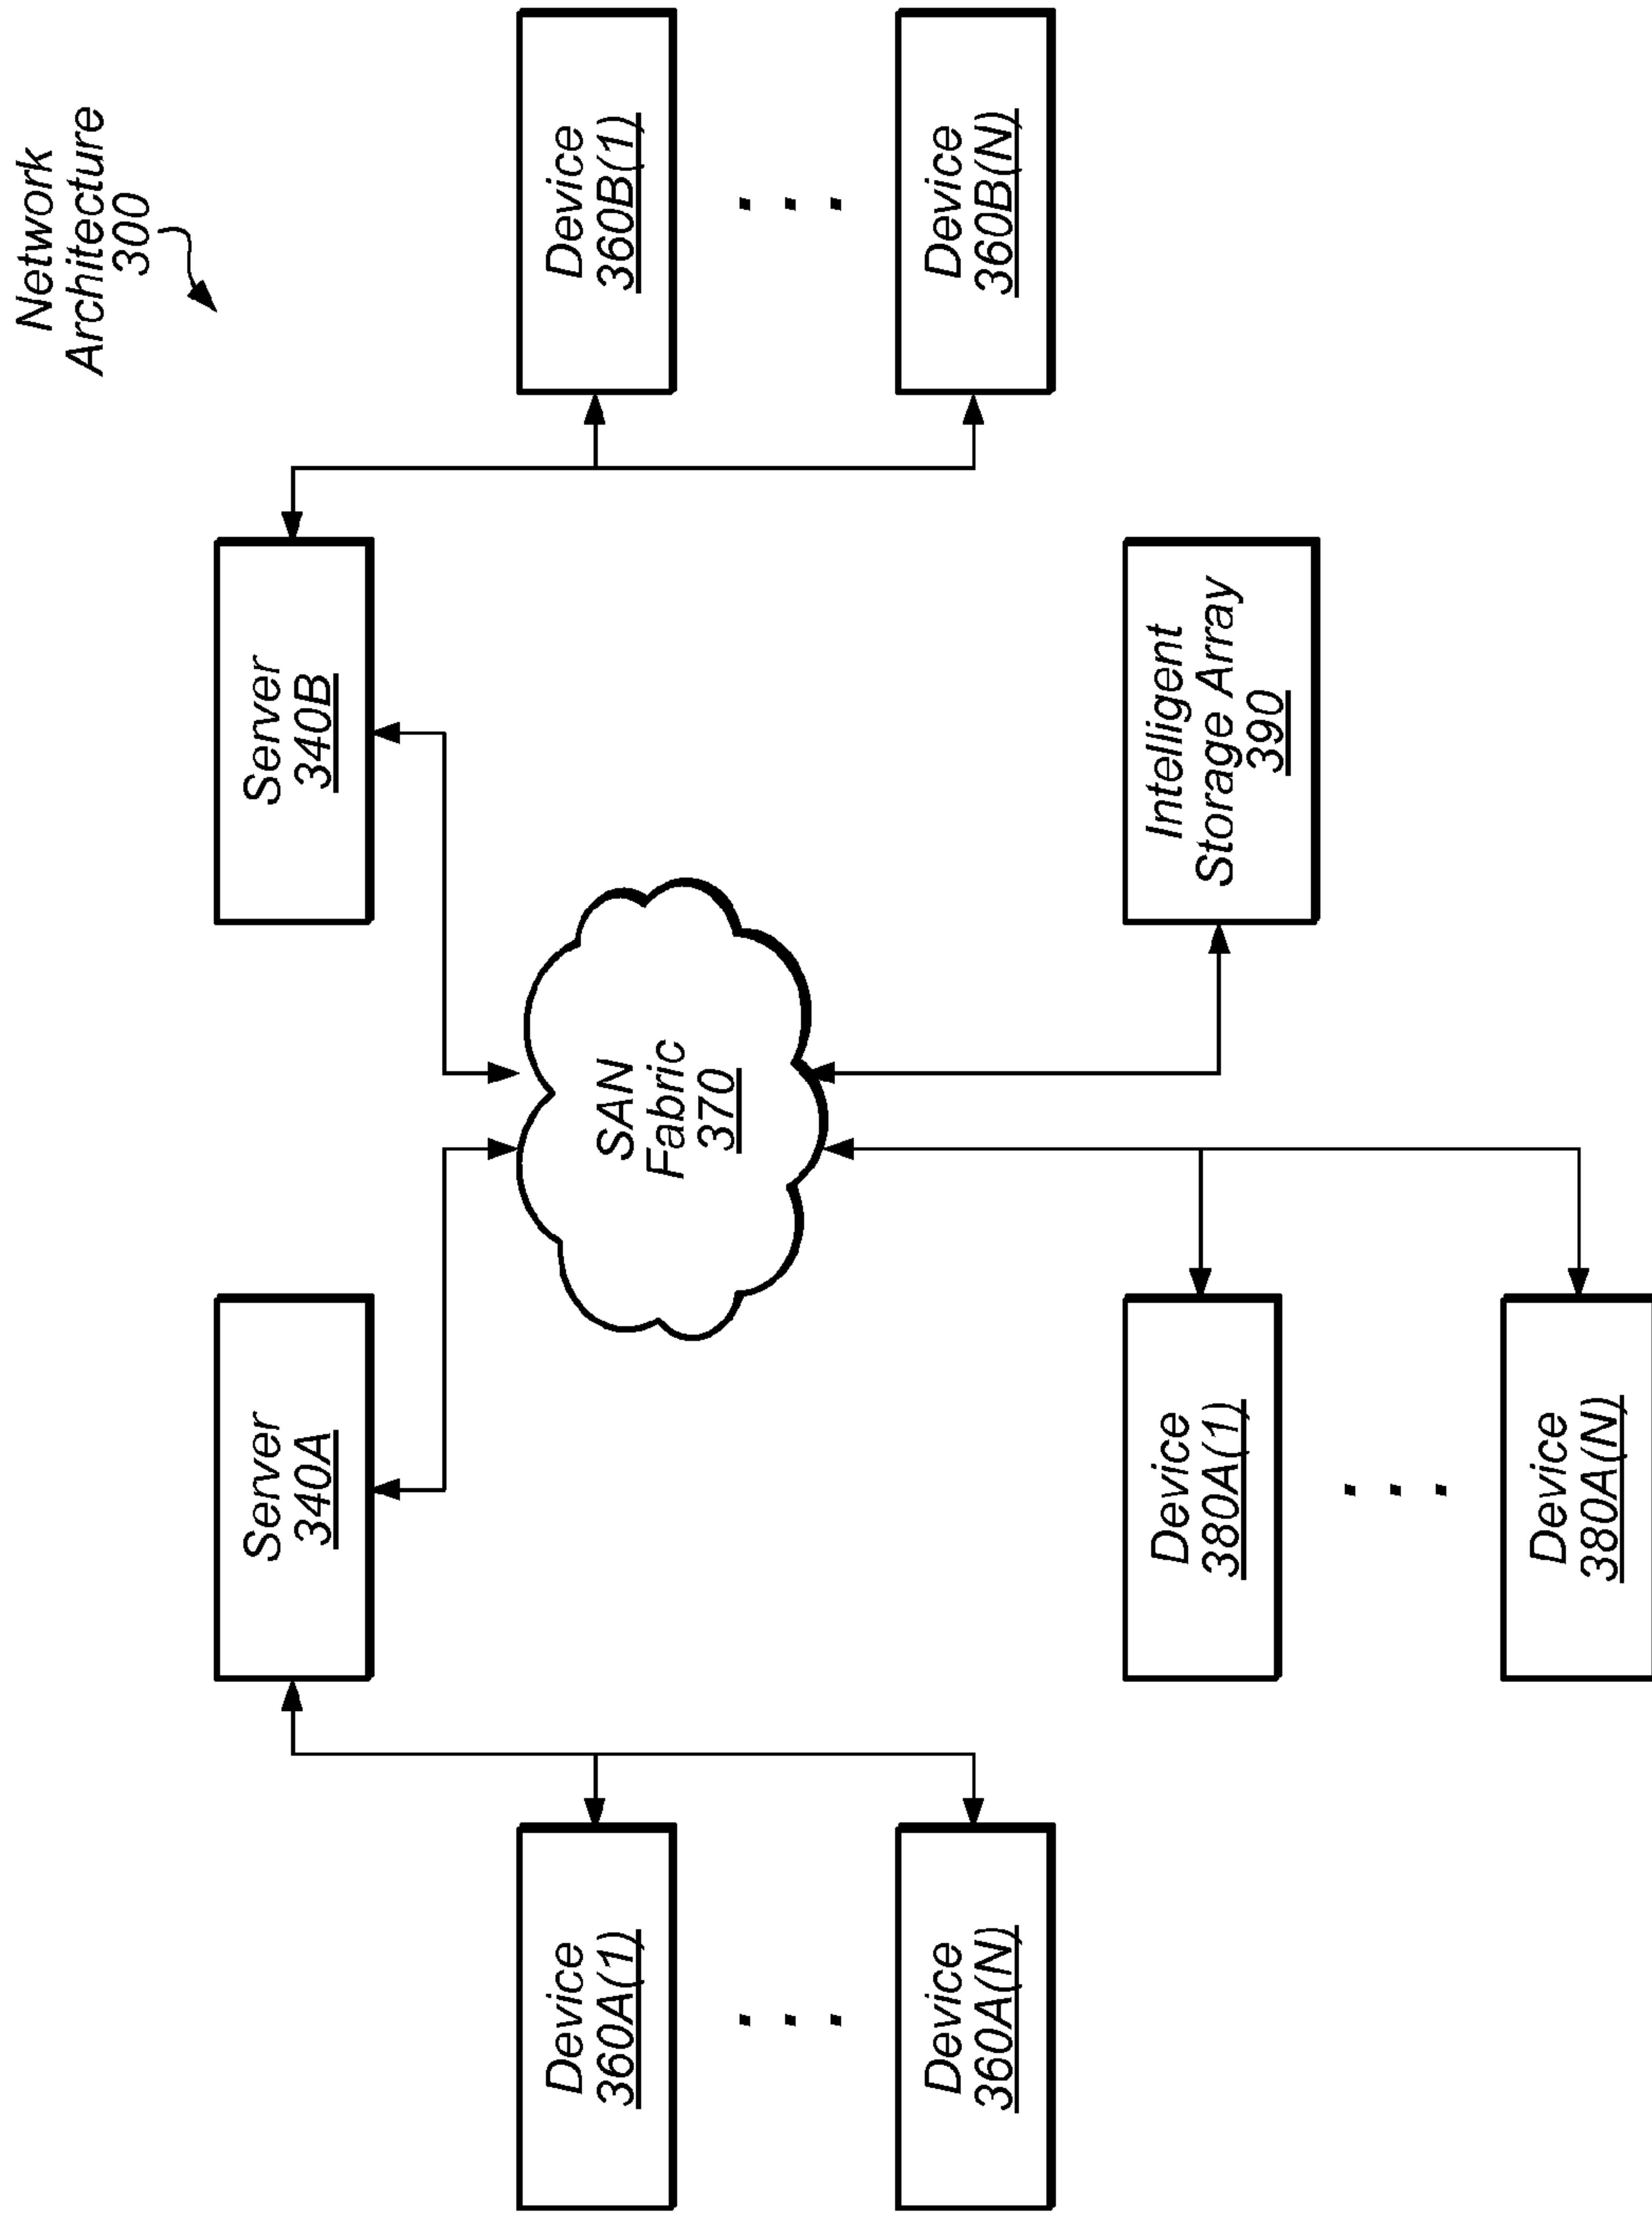 Network
Architecture
300
Server
340A
Server
340B
Device
360A(1)
SAN
Fabric
370
Device
360B(1)
Device
360A(N)
Device
360B(N)
Device
380A(1)
Intelligent
Storage Array
390
Device
380A(N)